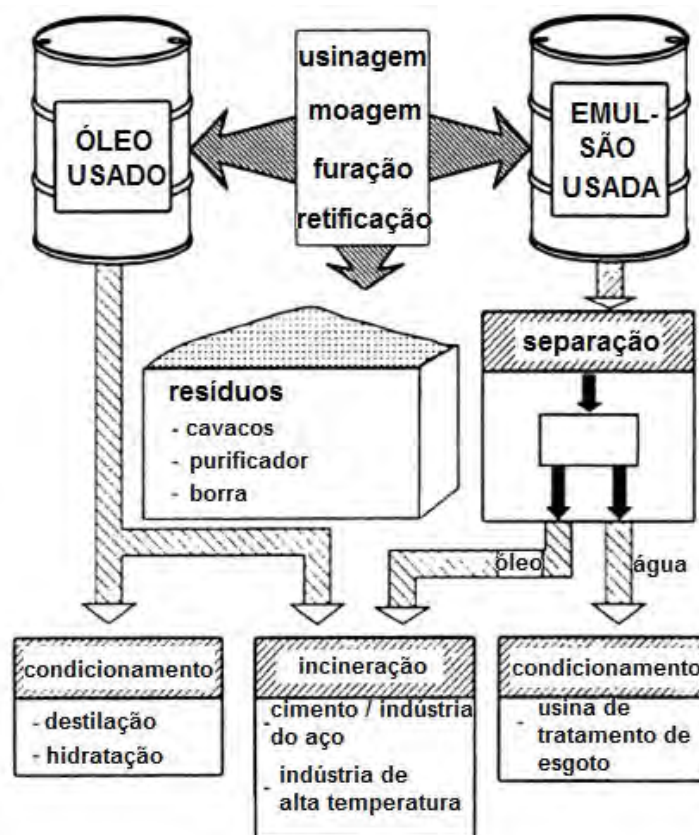 usinagem
moagem
furação
retificação
ÓLEO
USADO
EMUL-
SÃO
USADA
separação
resíduos
- cavacos
- purificador
- borra
óleo
água
condicionamento
- destilação
- hidratação
incineração
- cimento / indústria
do aço
- indústria de
alta temperatura
condicionamento
- usina de
tratamento de
esgoto